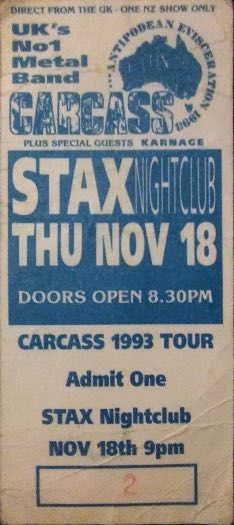 DIRECT FROM THE UK - ONE NZ SHOW ONLY
UK's
No1
Metal
Band
...ANTIPODEAN EVISCERATION 1993
CARCASS
PLUS SPECIAL GUESTS KARNAGE
STAX NIGHTCLUB
THU NOV 18
DOORS OPEN 8.30PM
CARCASS 1993 TOUR
Admit One
STAX Nightclub
NOV 18th 9pm
2